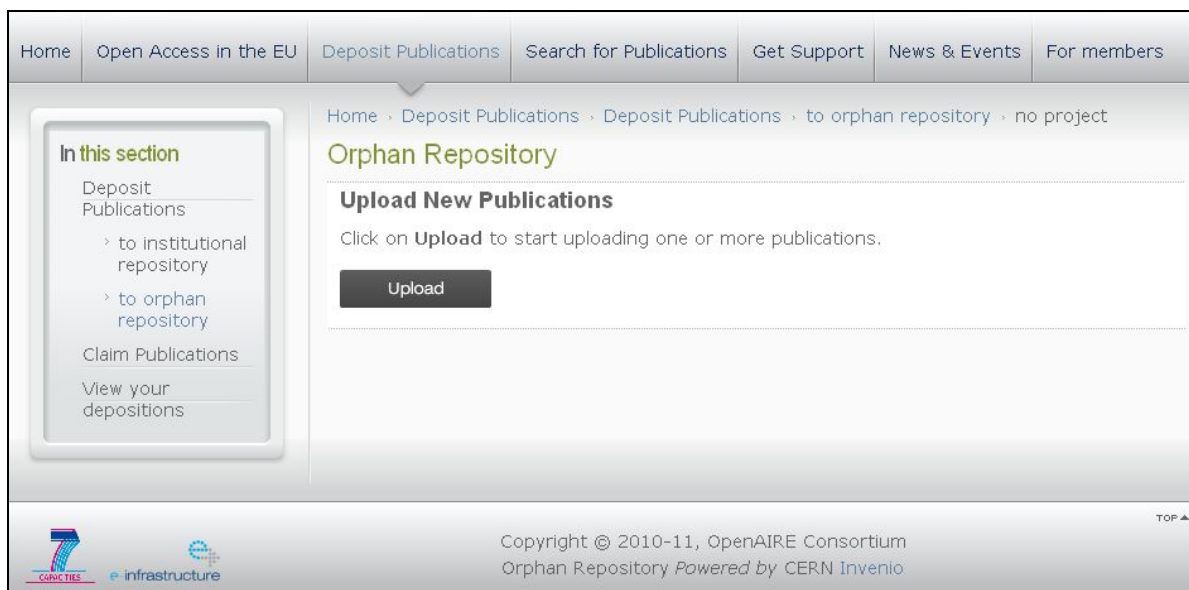 Home Open Access in the EU Deposit Publications Search for Publications Get Support News & Events For members
Home › Deposit Publications › Deposit Publications › to orphan repository › no project
In this section
Deposit
Publications
› to institutional
repository
› to orphan
repository
Claim Publications
View your
depositions
Orphan Repository
Upload New Publications
Click on Upload to start uploading one or more publications.
Upload
TOP
7
CAPACITIES
e-infrastructure
Copyright © 2010-11, OpenAIRE Consortium
Orphan Repository Powered by CERN Invenio